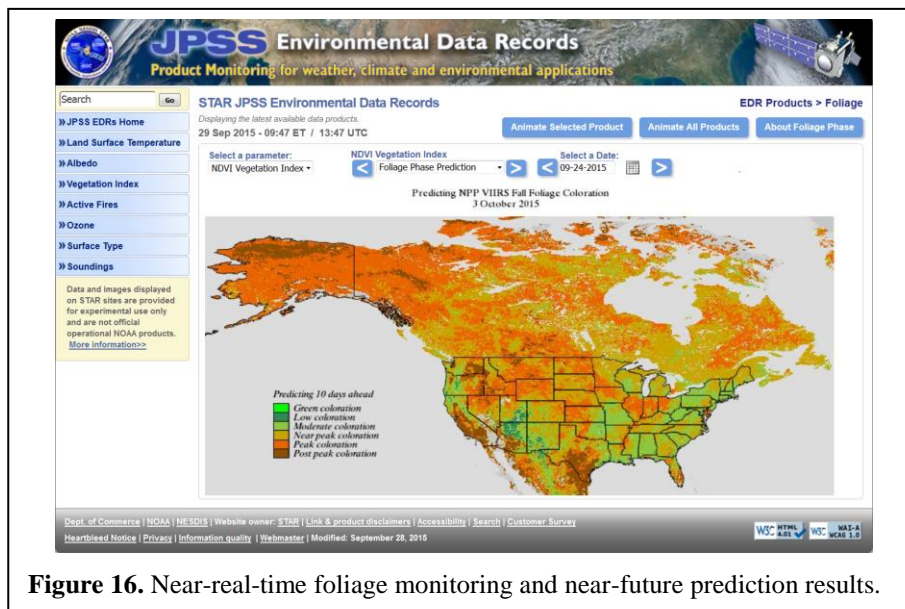 JPSS Environmental Data Records
Product Monitoring for weather, climate and environmental applications
Search
Go
»JPSS EDRs Home
»Land Surface Temperature
»Albedo
»Vegetation Index
»Active Fires
»Ozone
»Surface Type
»Soundings
Data and images displayed
on STAR sites are provided
for experimental use only
and are not official
operational NOAA products.
More information>>
STAR JPSS Environmental Data Records
EDR Products > Foliage
Displaying the latest available data products.
29 Sep 2015 - 09:47 ET / 13:47 UTC
Animate Selected Product
Animate All Products
About Foliage Phase
Select a parameter:
NDVI Vegetation Index
NDVI Vegetation Index
< Foliage Phase Prediction >
Select a Date:
< 09-24-2015 >
Predicting NPP VIIRS Fall Foliage Coloration
3 October 2015
Predicting 10 days ahead
Green coloration
Low coloration
Moderate coloration
Near peak coloration
Peak coloration
Post peak coloration
Dept. of Commerce | NOAA | NESDIS | Website owner: STAR | Link & product disclaimers | Accessibility | Search | Customer Survey
Heartbleed Notice | Privacy | Information quality | Webmaster | Modified: September 28, 2015
W3C HTML 4.01
W3C WAI-A WCAG 1.0
Figure 16. Near-real-time foliage monitoring and near-future prediction results.